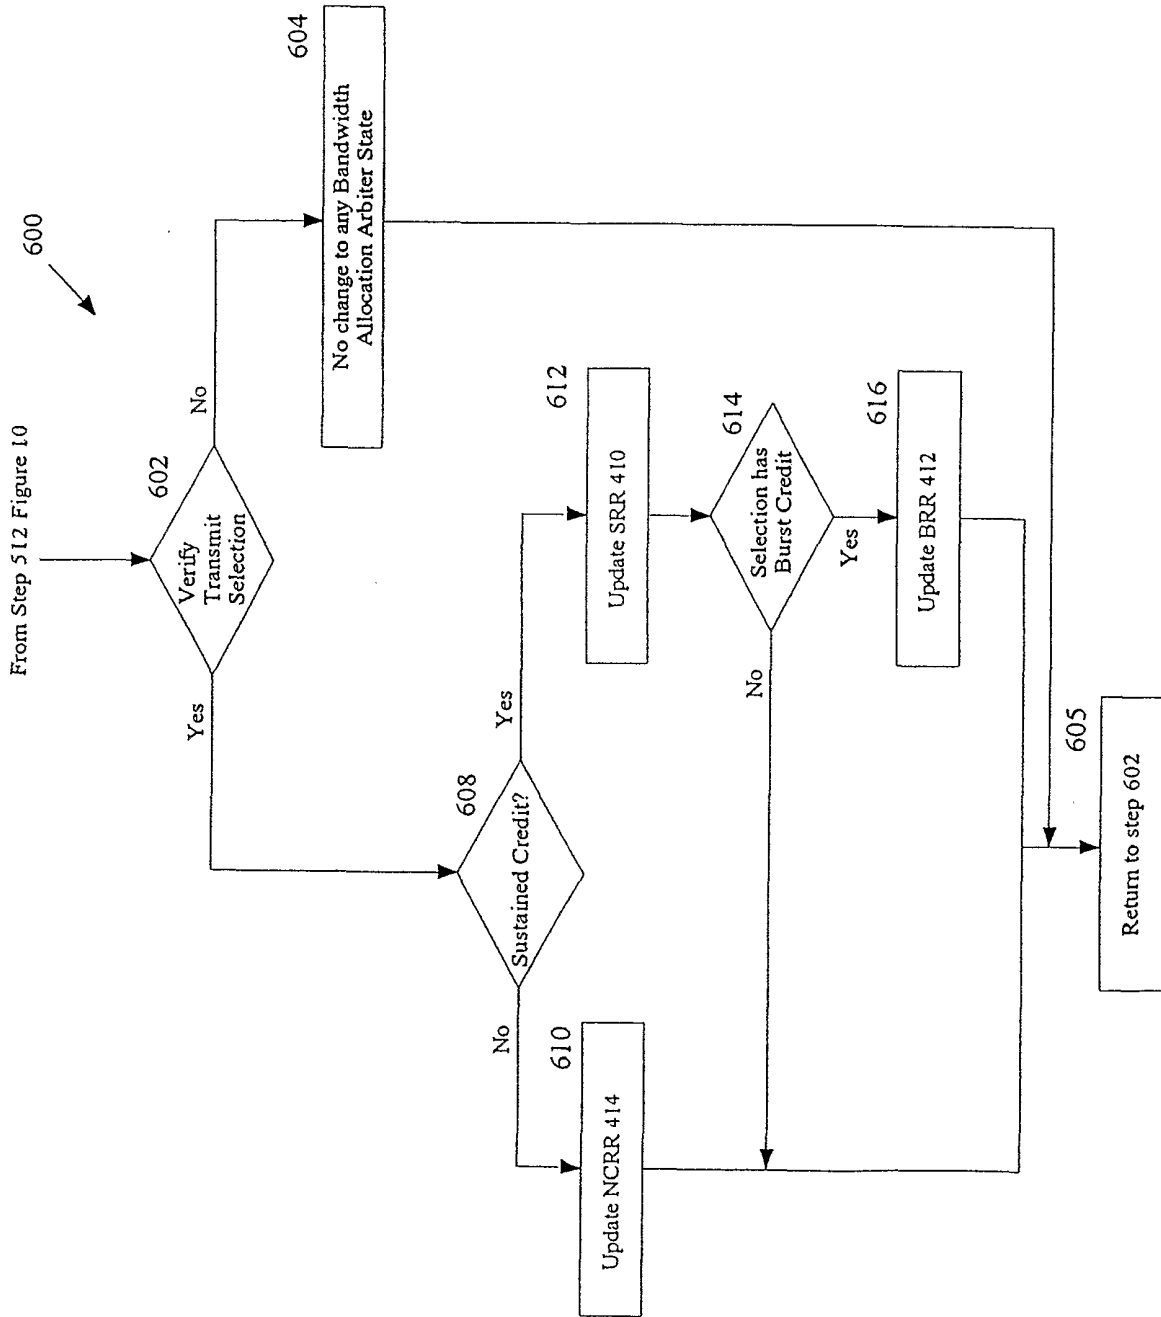 From Step 512 Figure 10
600
602
Verify
Transmit
Selection
Yes
No
604
No change to any Bandwidth
Allocation Arbiter State
608
Sustained Credit?
No
Yes
610
Update NCRR 414
612
Update SRR 410
614
Selection has
Burst Credit
No
Yes
616
Update BRR 412
605
Return to step 602